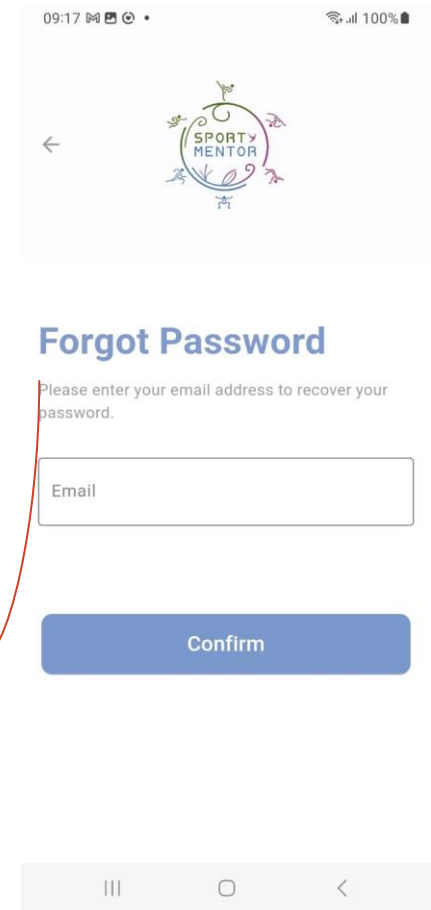 09:17
100%
SPORTY
MENTOR
Forgot Password
Please enter your email address to recover your
password.
Email
Confirm